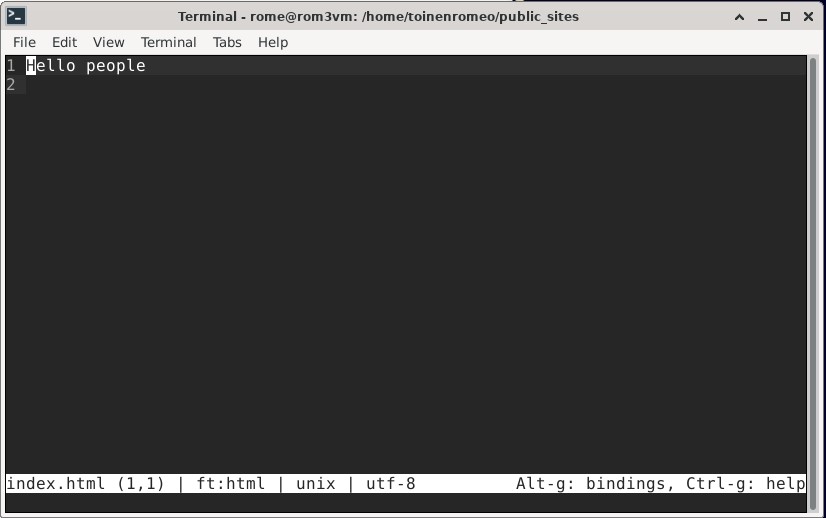 Terminal - rome@rom3vm: /home/toinenromeo/public_sites
File Edit View Terminal Tabs Help
1 Hello people
2
index.html (1,1) | ft:html | unix | utf-8 Alt-g: bindings, Ctrl-g: help